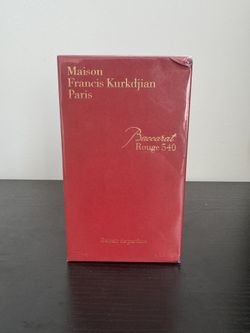 Maison
Francis Kurkdjian
Paris
Baccarat
Rouge 540
Extrait de parfum